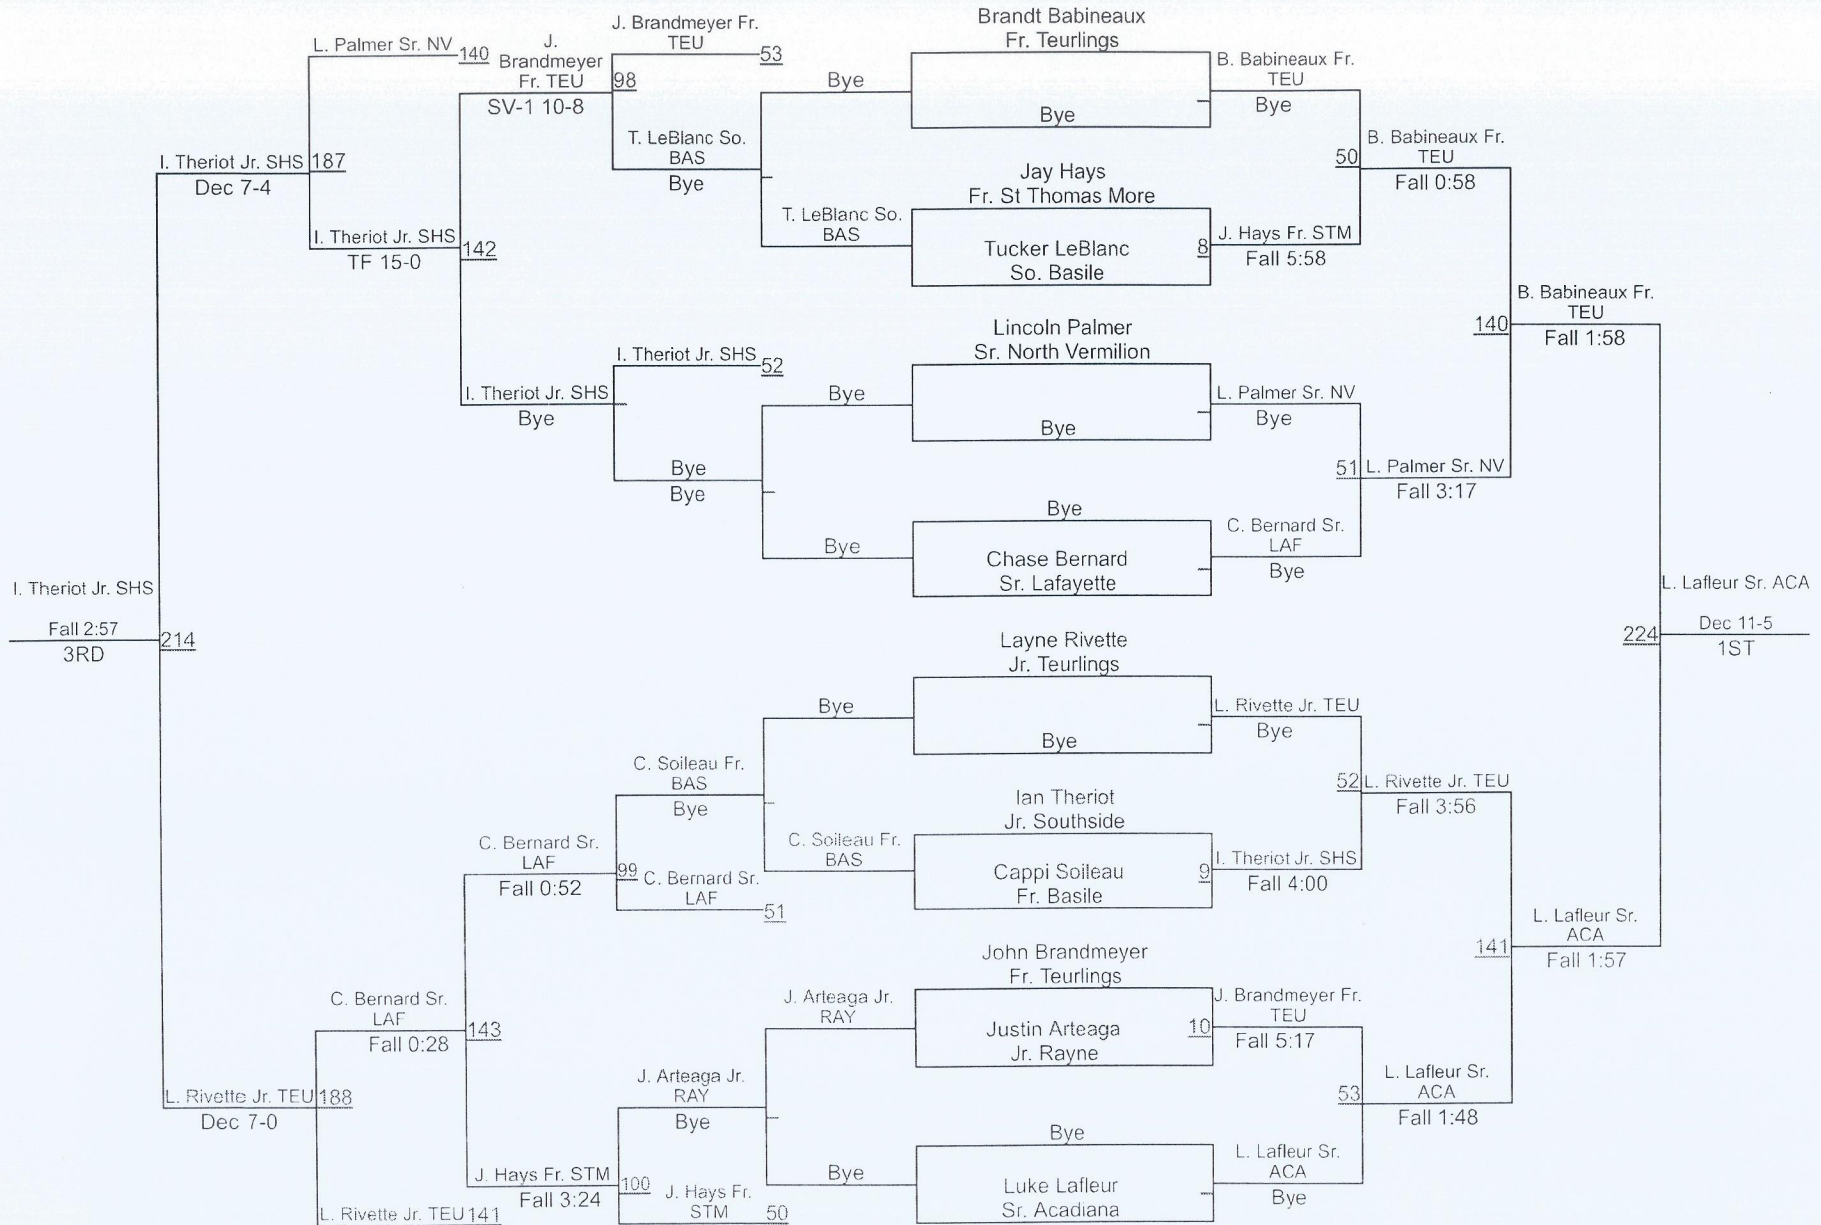 Brandt Babineaux
Fr. Teurlings
Bye
Jay Hays
Fr. St Thomas More
Tucker LeBlanc
So. Basile
8
Lincoln Palmer
Sr. North Vermilion
Bye
Bye
Chase Bernard
Sr. Lafayette
Layne Rivette
Jr. Teurlings
Bye
Ian Theriot
Jr. Southside
Cappi Soileau
Fr. Basile
9
John Brandmeyer
Fr. Teurlings
Justin Arteaga
Jr. Rayne
10
Bye
Luke Lafleur
Sr. Acadiana
B. Babineaux Fr.
TEU
Bye
50
J. Hays Fr. STM
Fall 5:58
L. Palmer Sr. NV
Bye
51
C. Bernard Sr.
LAF
Bye
L. Rivette Jr. TEU
Bye
52
I. Theriot Jr. SHS
Fall 4:00
J. Brandmeyer Fr.
TEU
Fall 5:17
53
L. Lafleur Sr.
ACA
Bye
B. Babineaux Fr.
TEU
Fall 0:58
140
L. Palmer Sr. NV
Fall 3:17
L. Rivette Jr. TEU
Fall 3:56
141
L. Lafleur Sr.
ACA
Fall 1:48
B. Babineaux Fr.
TEU
Fall 1:58
224
L. Lafleur Sr.
ACA
Fall 1:57
L. Lafleur Sr. ACA
Dec 11-5
1ST
Bye
T. LeBlanc So.
BAS
Bye
Bye
Bye
C. Soileau Fr.
BAS
J. Arteaga Jr.
RAY
Bye
J. Brandmeyer Fr.
TEU
53
98
T. LeBlanc So.
BAS
Bye
I. Theriot Jr. SHS
52
Bye
Bye
C. Soileau Fr.
BAS
Bye
99
C. Bernard Sr.
LAF
51
J. Arteaga Jr.
RAY
Bye
100
J. Hays Fr.
STM
50
J.
Brandmeyer
Fr. TEU
SV-1 10-8
142
I. Theriot Jr. SHS
Bye
C. Bernard Sr.
LAF
Fall 0:52
143
J. Hays Fr. STM
Fall 3:24
L. Palmer Sr. NV
140
187
I. Theriot Jr. SHS
TF 15-0
C. Bernard Sr.
LAF
Fall 0:28
188
L. Rivette Jr. TEU
141
I. Theriot Jr. SHS
Dec 7-4
214
L. Rivette Jr. TEU
Dec 7-0
I. Theriot Jr. SHS
Fall 2:57
3RD